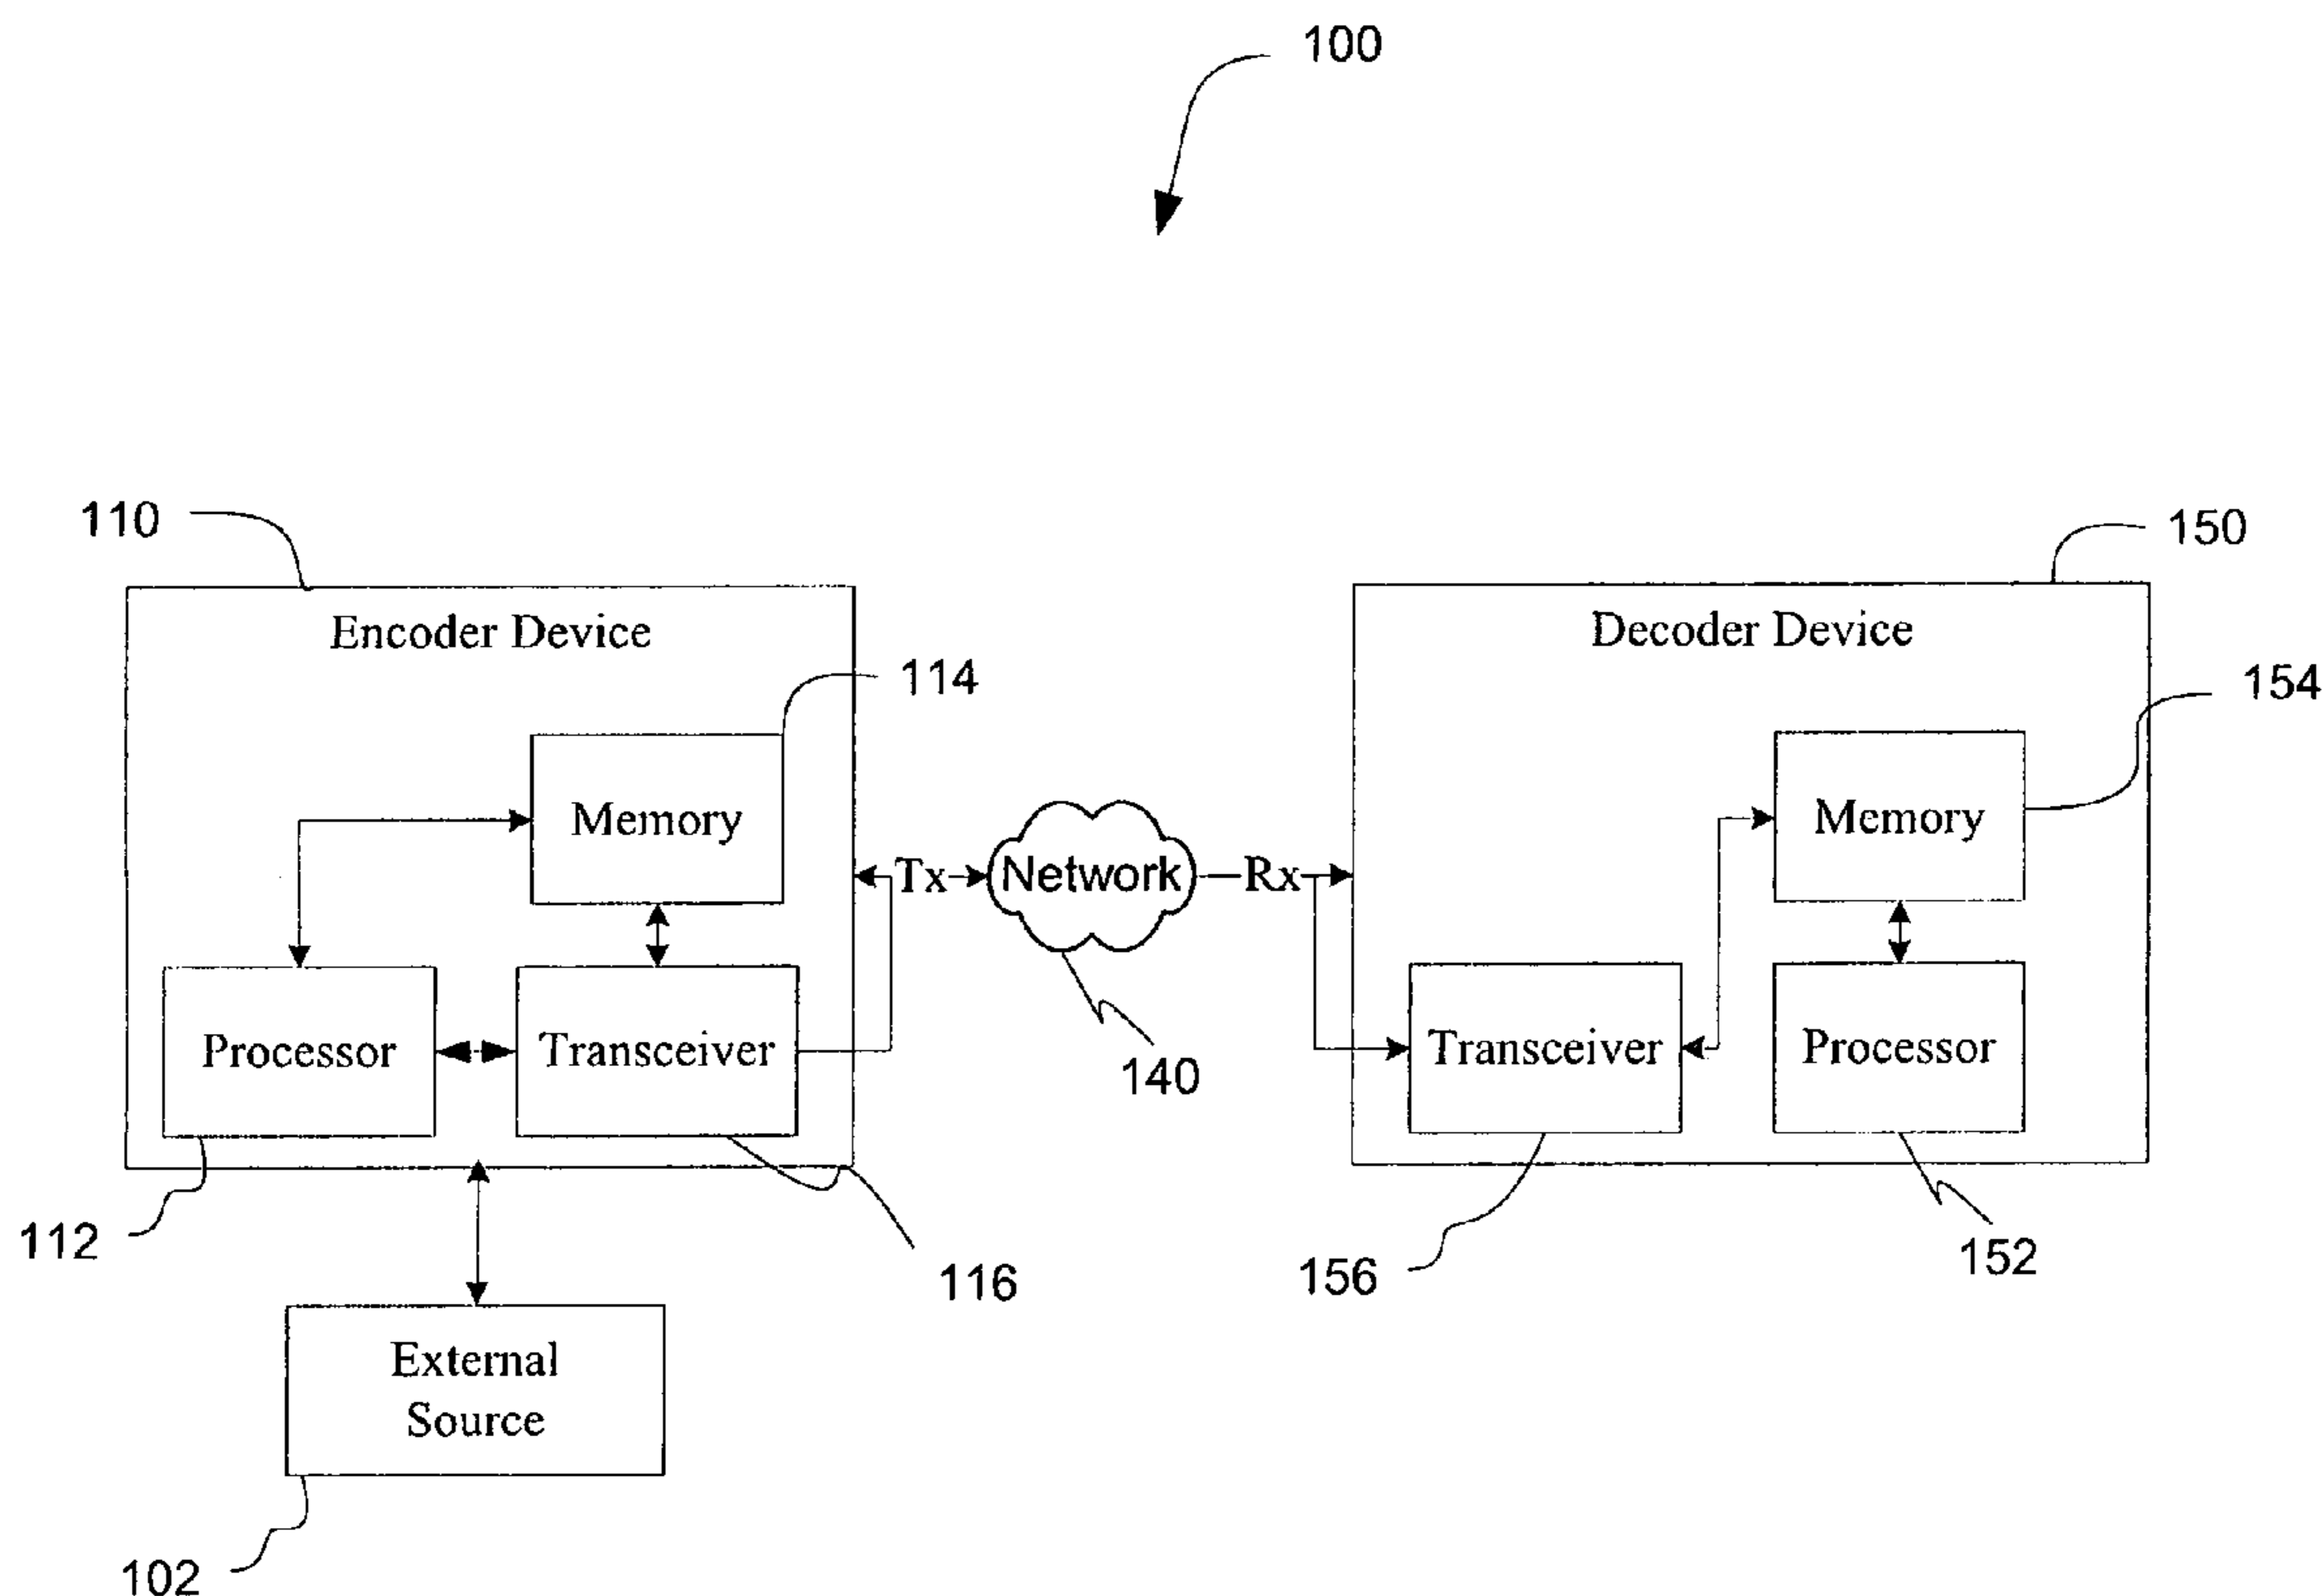 100
110
150
Encoder Device
Decoder Device
114
154
Memory
Memory
Tx
Network
Rx
Processor
Transceiver
Transceiver
Processor
140
112
116
156
152
External
Source
102